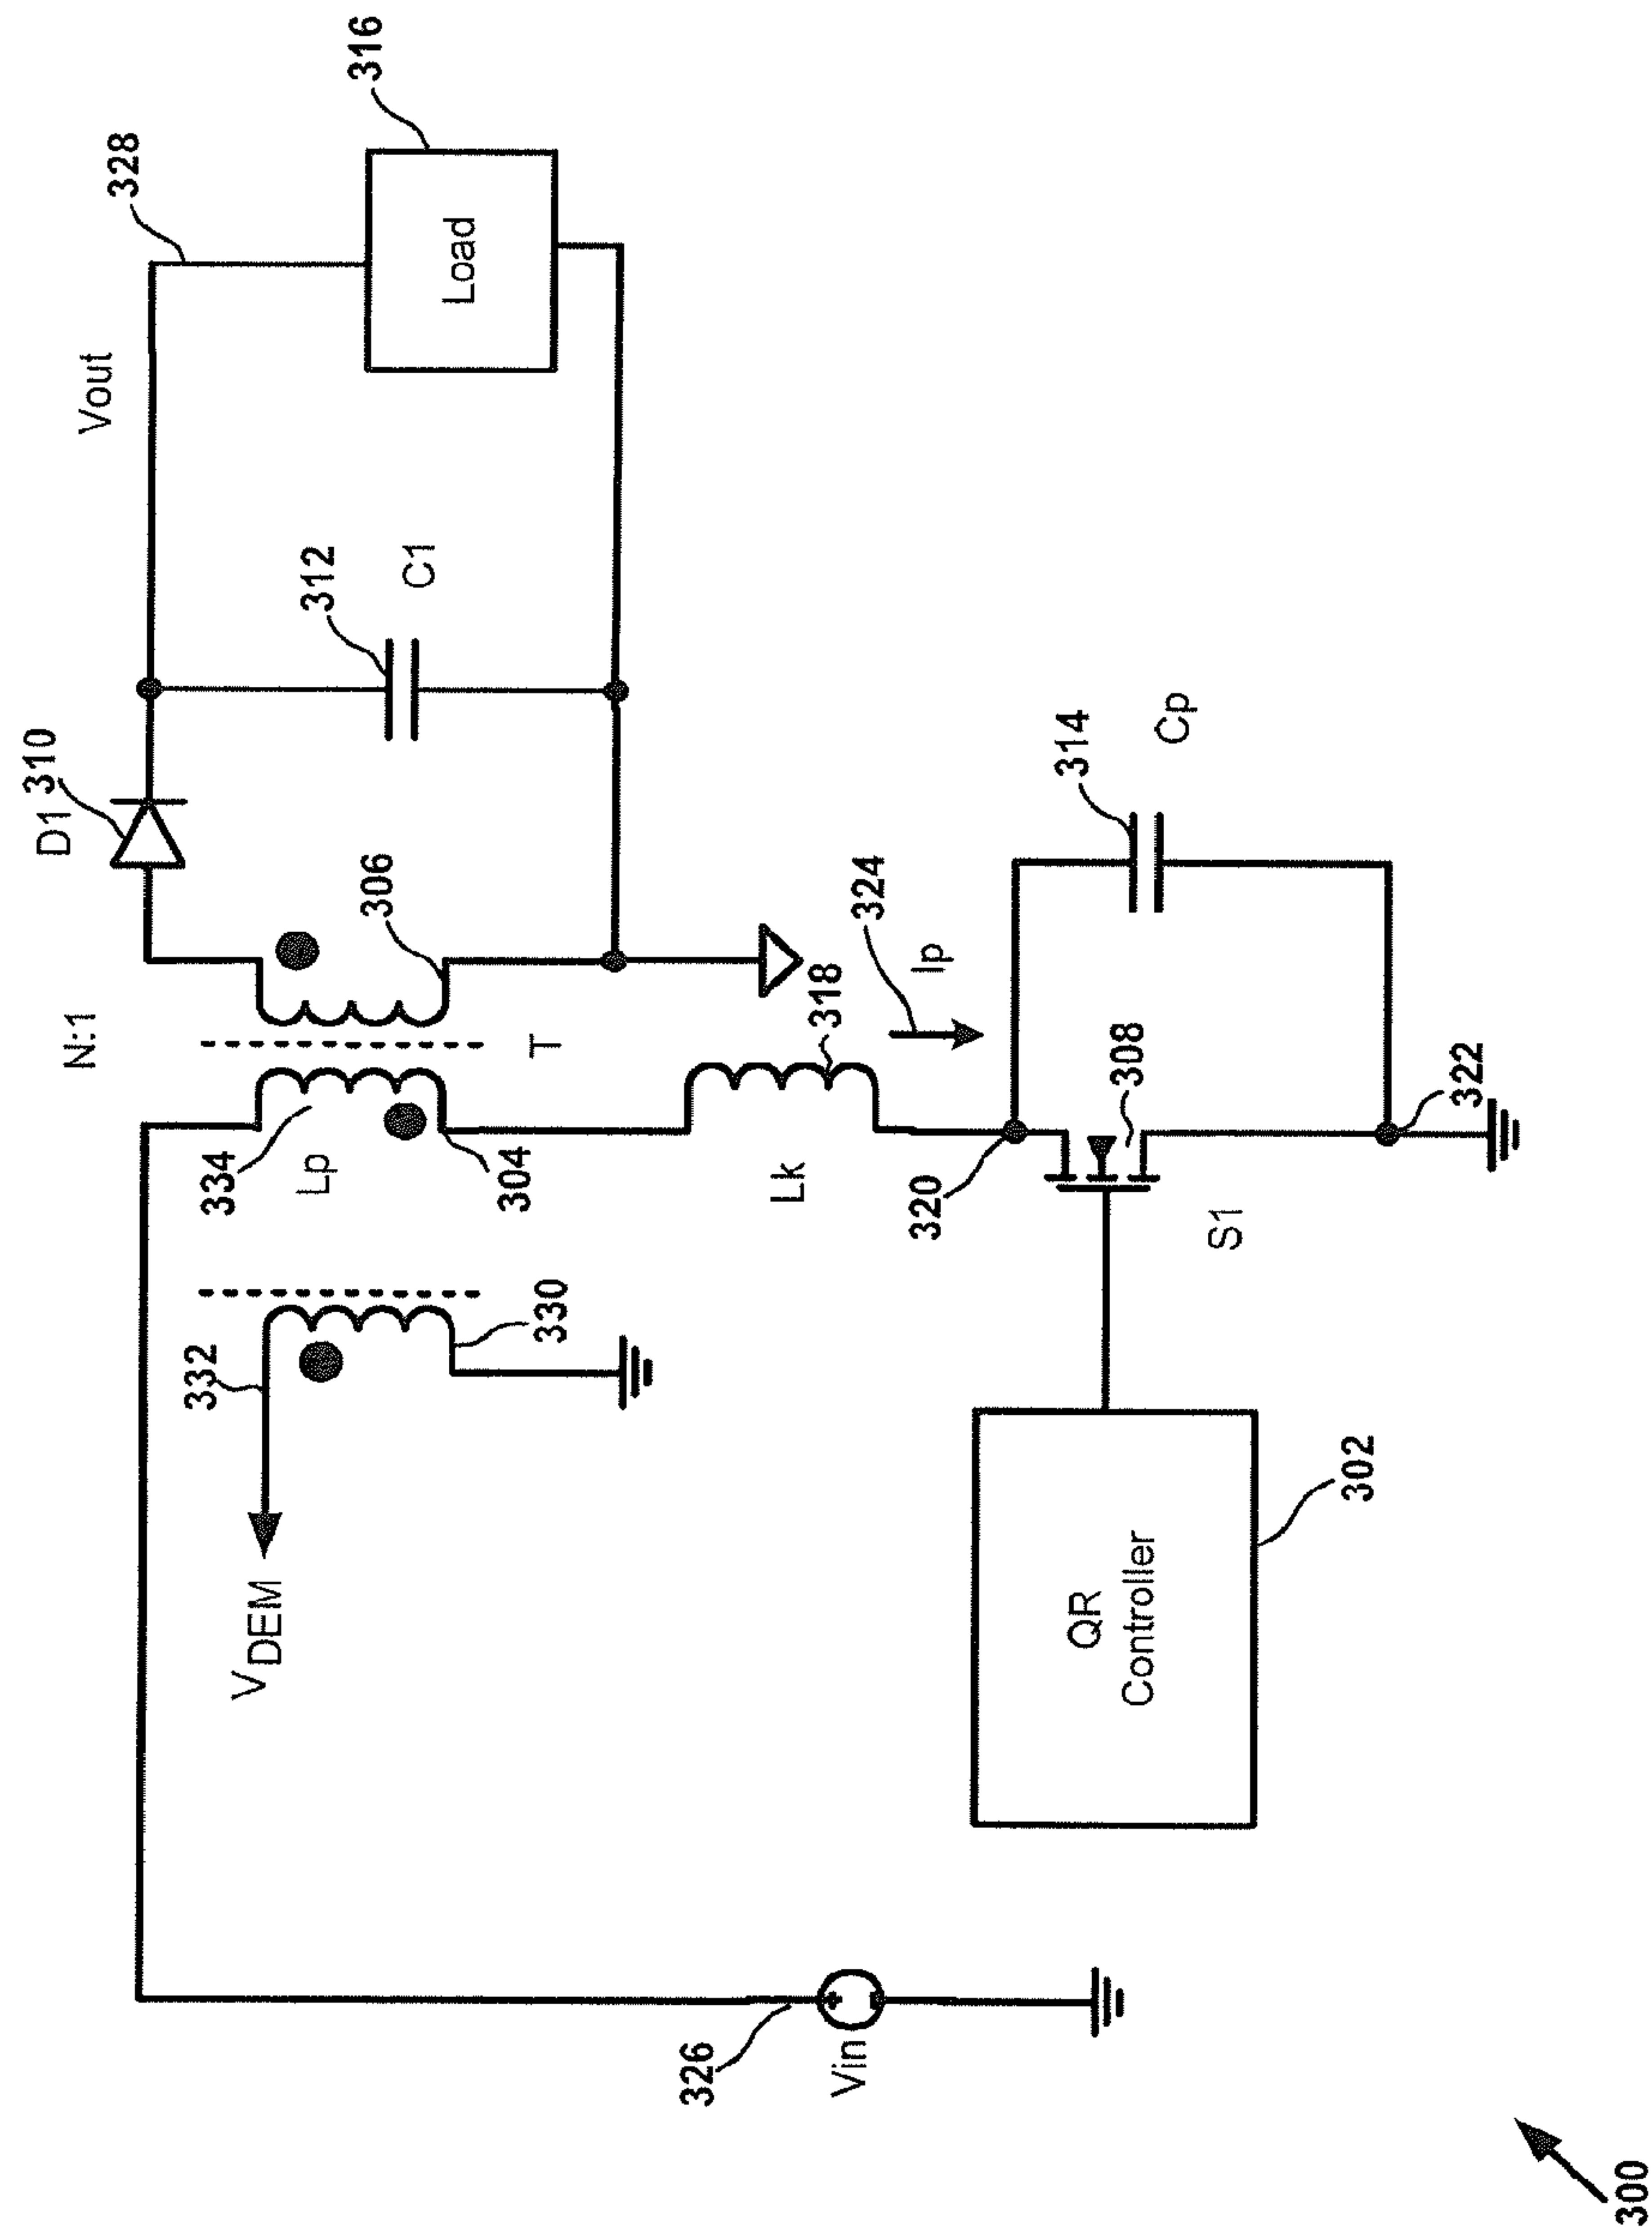 316
328
Load
Vout
312
C1
D1
310
306
314
Cp
324
Ip
318
N:1
T
308
322
334
Lp
304
Lk
320
S1
332
330
VDEM
302
QR
Controller
326
Vin
300